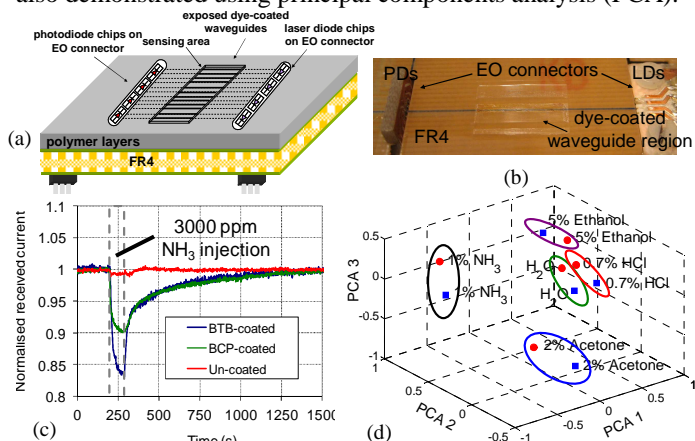 also demonstrated using principal components analysis (PCA).
photodiode chips on EO connector
sensing area
exposed dye-coated waveguides
laser diode chips on EO connector
(a)
polymer layers
FR4
PDs
EO connectors
LDs
FR4
dye-coated
waveguide region
(b)
Normalised received current
1.1
1.05
1
0.95
0.9
0.85
0.8
3000 ppm
NH3 injection
BTB-coated
BCP-coated
Un-coated
0 250 500 750 1000 1250 1500
(c)
Time (s)
PCA 3
0.5
0
-0.5
-1
1
0.5
0
-0.5
PCA 2
-1
-0.5
0
0.5
1
PCA 1
5% Ethanol
5% Ethanol
1% NH3
1% NH3
H2O
H2O
0.7% HCl
0.7% HCl
2% Acetone
2% Acetone
(d)